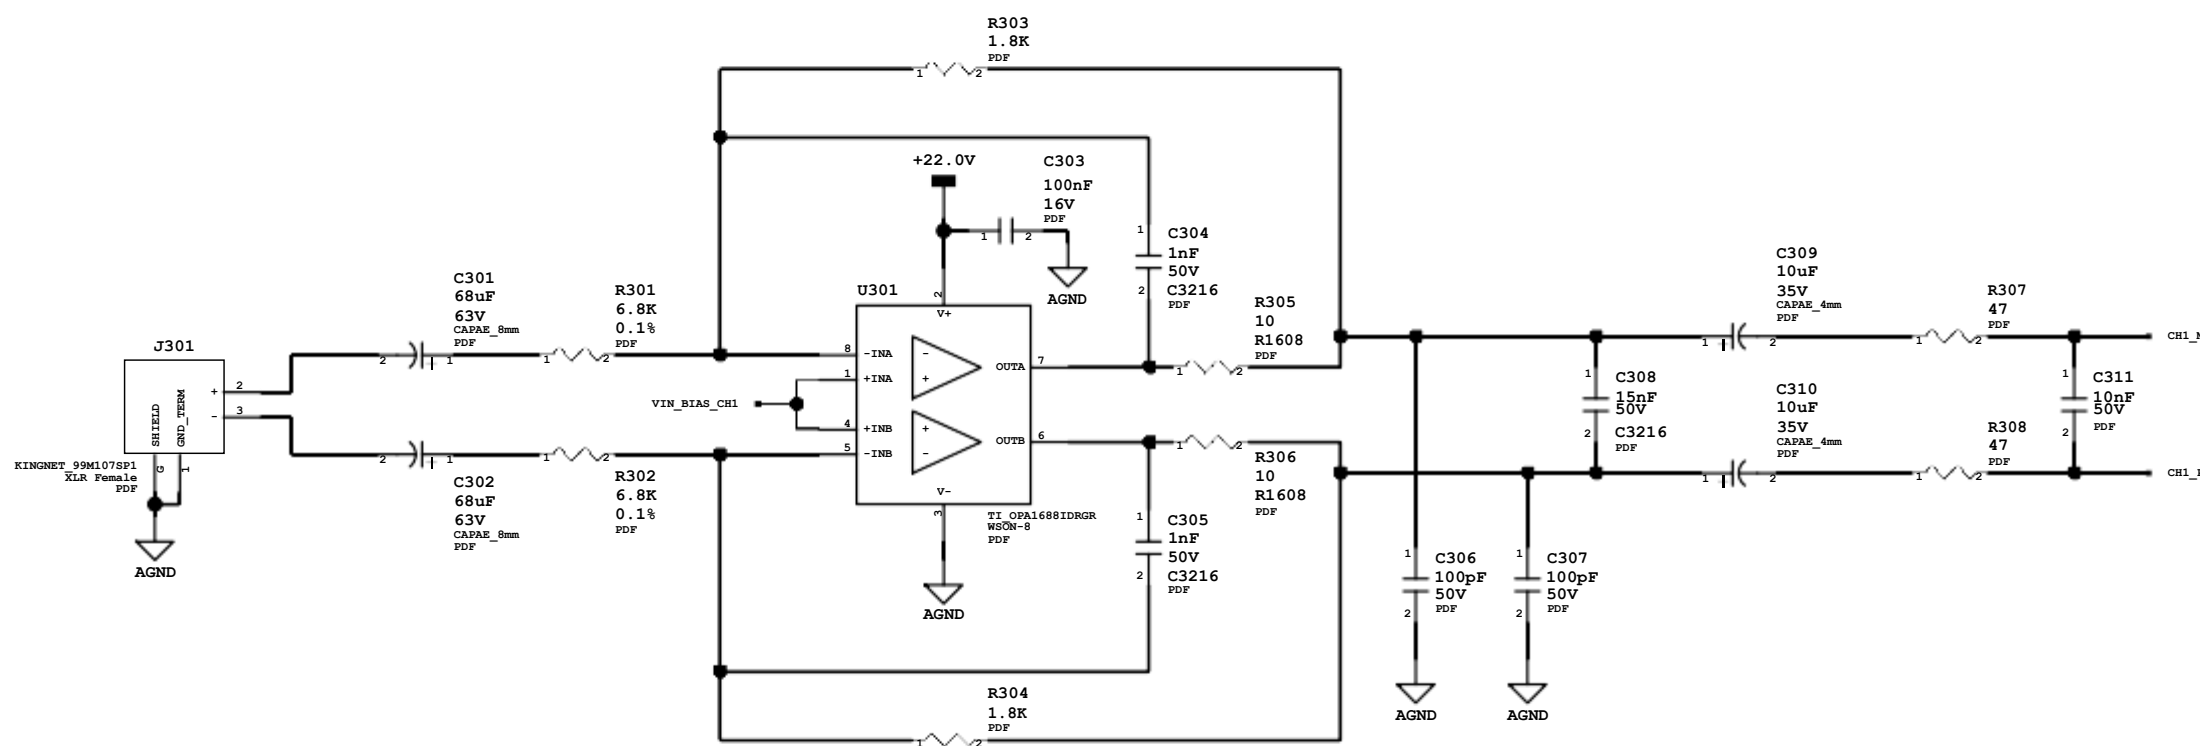 R303
1.8K
PDF
1
2
+22.0V
C303
100nF
16V
PDF
1
2
AGND
1
C304
1nF
50V
2
C3216
PDF
C309
10uF
35V
CAPAE_4mm
PDF
1
2
R307
47
PDF
1
2
C301
68uF
63V
CAPAE_8mm
PDF
2
1
R301
6.8K
0.1%
PDF
1
2
U301
2
V+
8
-INA
1
+INA
4
+INB
5
-INB
-
+
+
-
OUTA
7
OUTB
6
V-
3
TI_OPA1688IDRGR
WSON-8
PDF
AGND
R305
10
R1608
PDF
1
2
J301
+
2
-
3
SHIELD
GND_TERM
G
1
KINGNET_99M107SP1
XLR Female
PDF
AGND
VIN_BIAS_CH1
2
1
C302
68uF
63V
CAPAE_8mm
PDF
1
2
R302
6.8K
0.1%
PDF
1
2
R306
10
R1608
PDF
1
C305
1nF
50V
2
C3216
PDF
1
C308
15nF
50V
2
C3216
PDF
C310
10uF
35V
CAPAE_4mm
PDF
1
2
R308
47
PDF
1
2
1
C311
10nF
50V
2
PDF
1
C306
100pF
50V
2
PDF
AGND
1
C307
100pF
50V
2
PDF
AGND
R304
1.8K
PDF
1
2